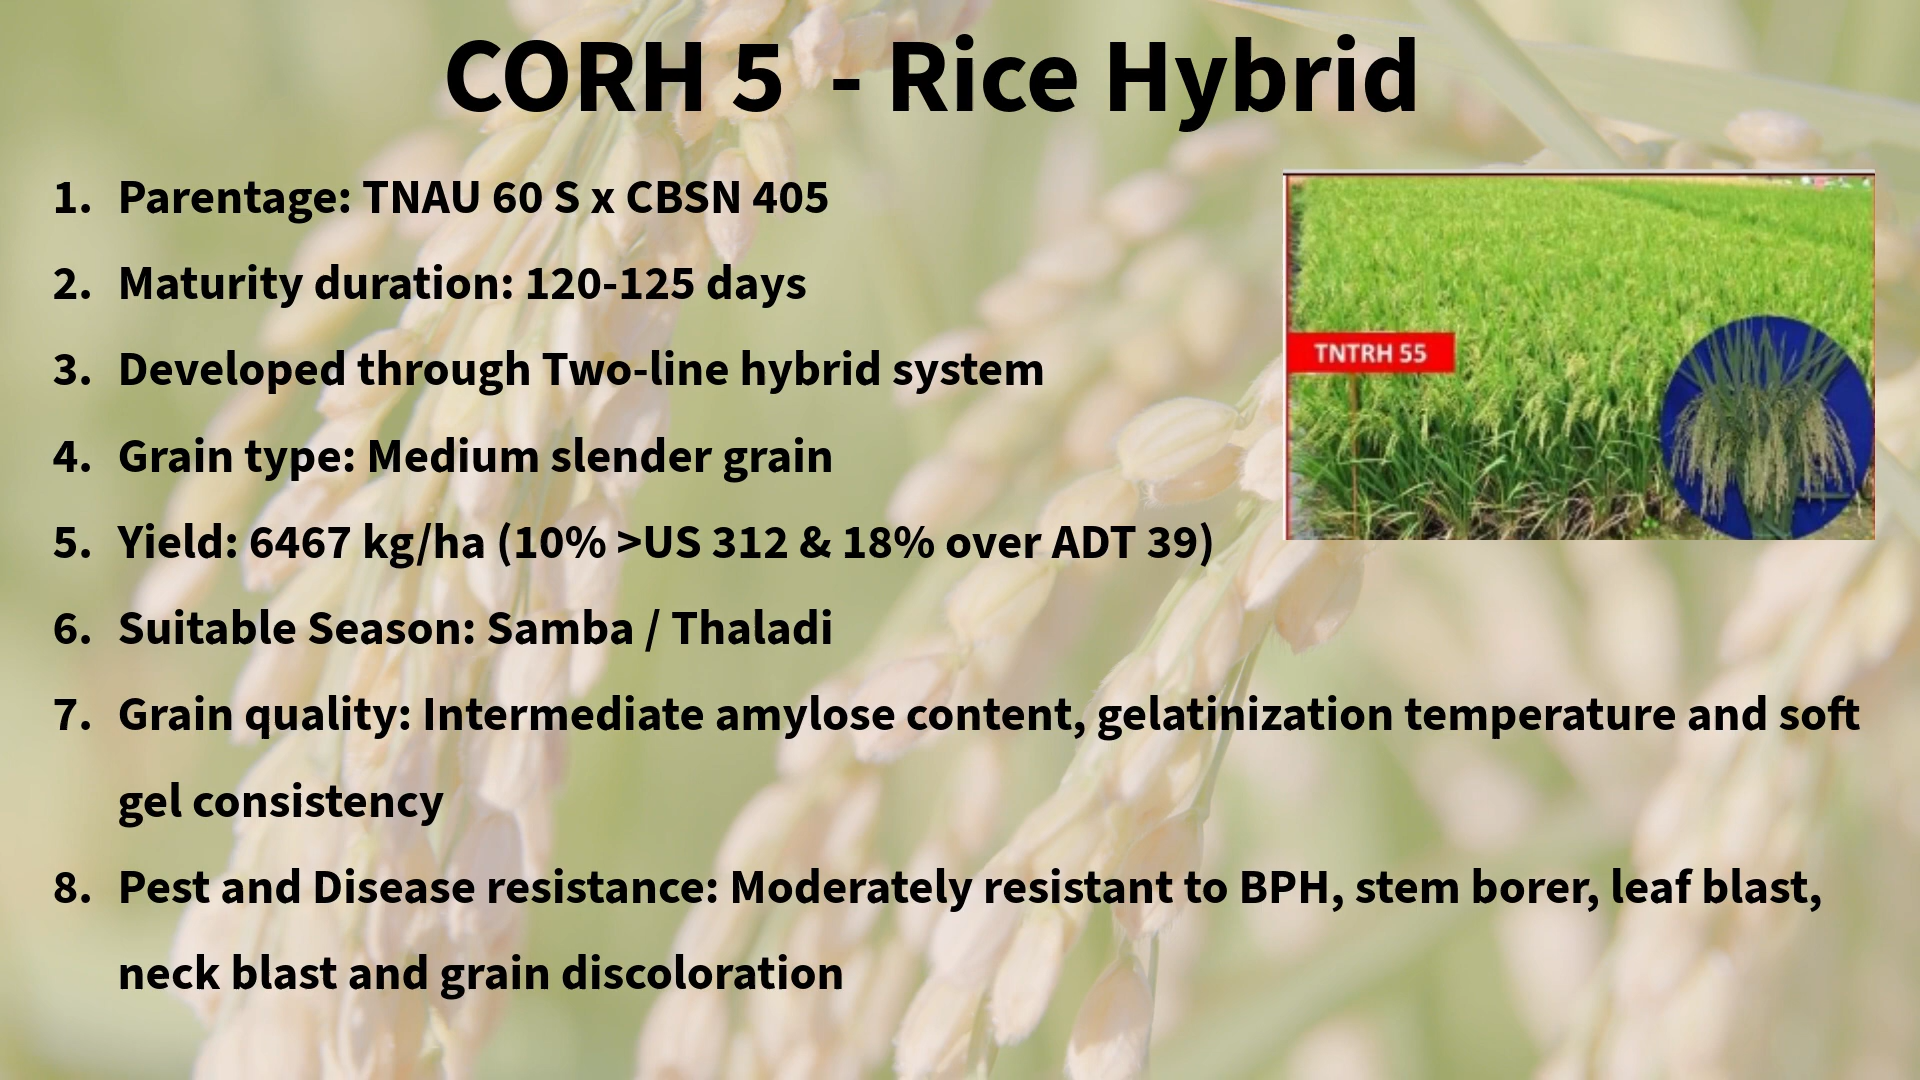 CORH 5  - Rice Hybrid
1. Parentage: TNAU 60 S x CBSN 405
2. Maturity duration: 120-125 days
3. Developed through Two-line hybrid system
TNTRH 55
4. Grain type: Medium slender grain
5. Yield: 6467 kg/ha (10% >US 312 & 18% over ADT 39)
6. Suitable Season: Samba / Thaladi
7. Grain quality: Intermediate amylose content, gelatinization temperature and soft
gel consistency
8. Pest and Disease resistance: Moderately resistant to BPH, stem borer, leaf blast,
neck blast and grain discoloration